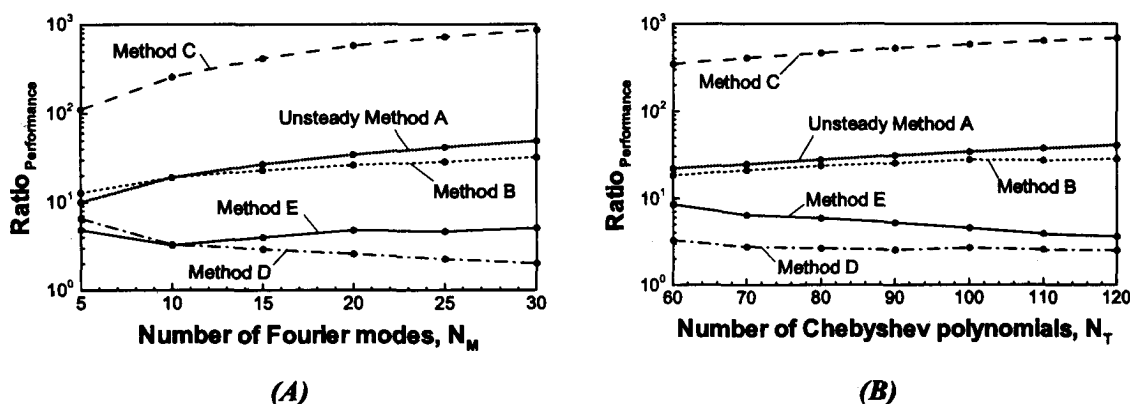 10³
Method C
10²
Unsteady Method A
Method B
10¹
Method E
Method D
10⁰
5 10 15 20 25 30
Ratio Performance
Number of Fourier modes, N_M
(A)
10³
Method C
10²
Unsteady Method A
Method B
10¹
Method E
Method D
10⁰
60 70 80 90 100 110 120
Ratio Performance
Number of Chebyshev polynomials, N_T
(B)